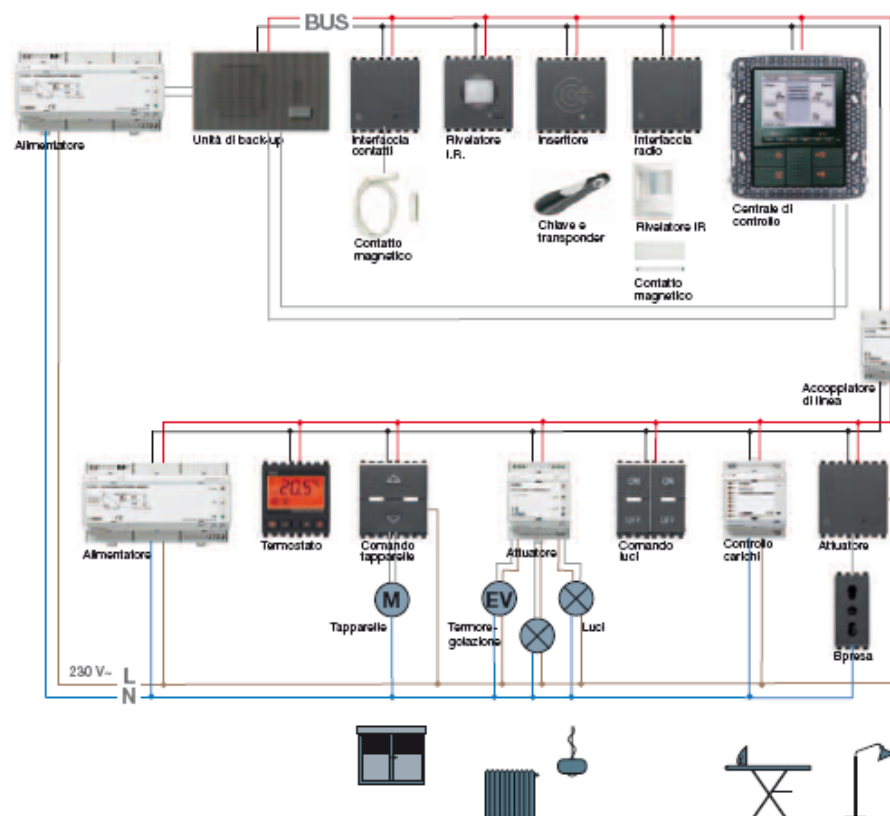 BUS
Alimentatore
Unità di back-up
Interfaccia
contatti
Rivelatore
I.R.
Inseritore
Interfaccia
radio
Centrale di
controllo
Contatto
magnetico
Chiave e
transponder
Rivelatore IR
Contatto
magnetico
Accoppiatore
di linea
20.5°
ON
ON
OFF
OFF
Alimentatore
Termostato
Comando
tapparelle
Attuatore
Comando
luci
Controllo
carichi
Attuatore
M
EV
Tapparelle
Termore-
golazione
Luci
Bpresa
230 V~
L
N